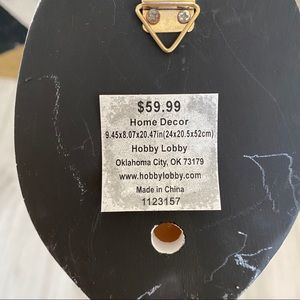 $59.99
Home Decor
9.45x8.07x20.47in(24x20.5x52cm)
Hobby Lobby
Oklahoma City, OK 73179
www.hobbylobby.com
Made in China
1123157